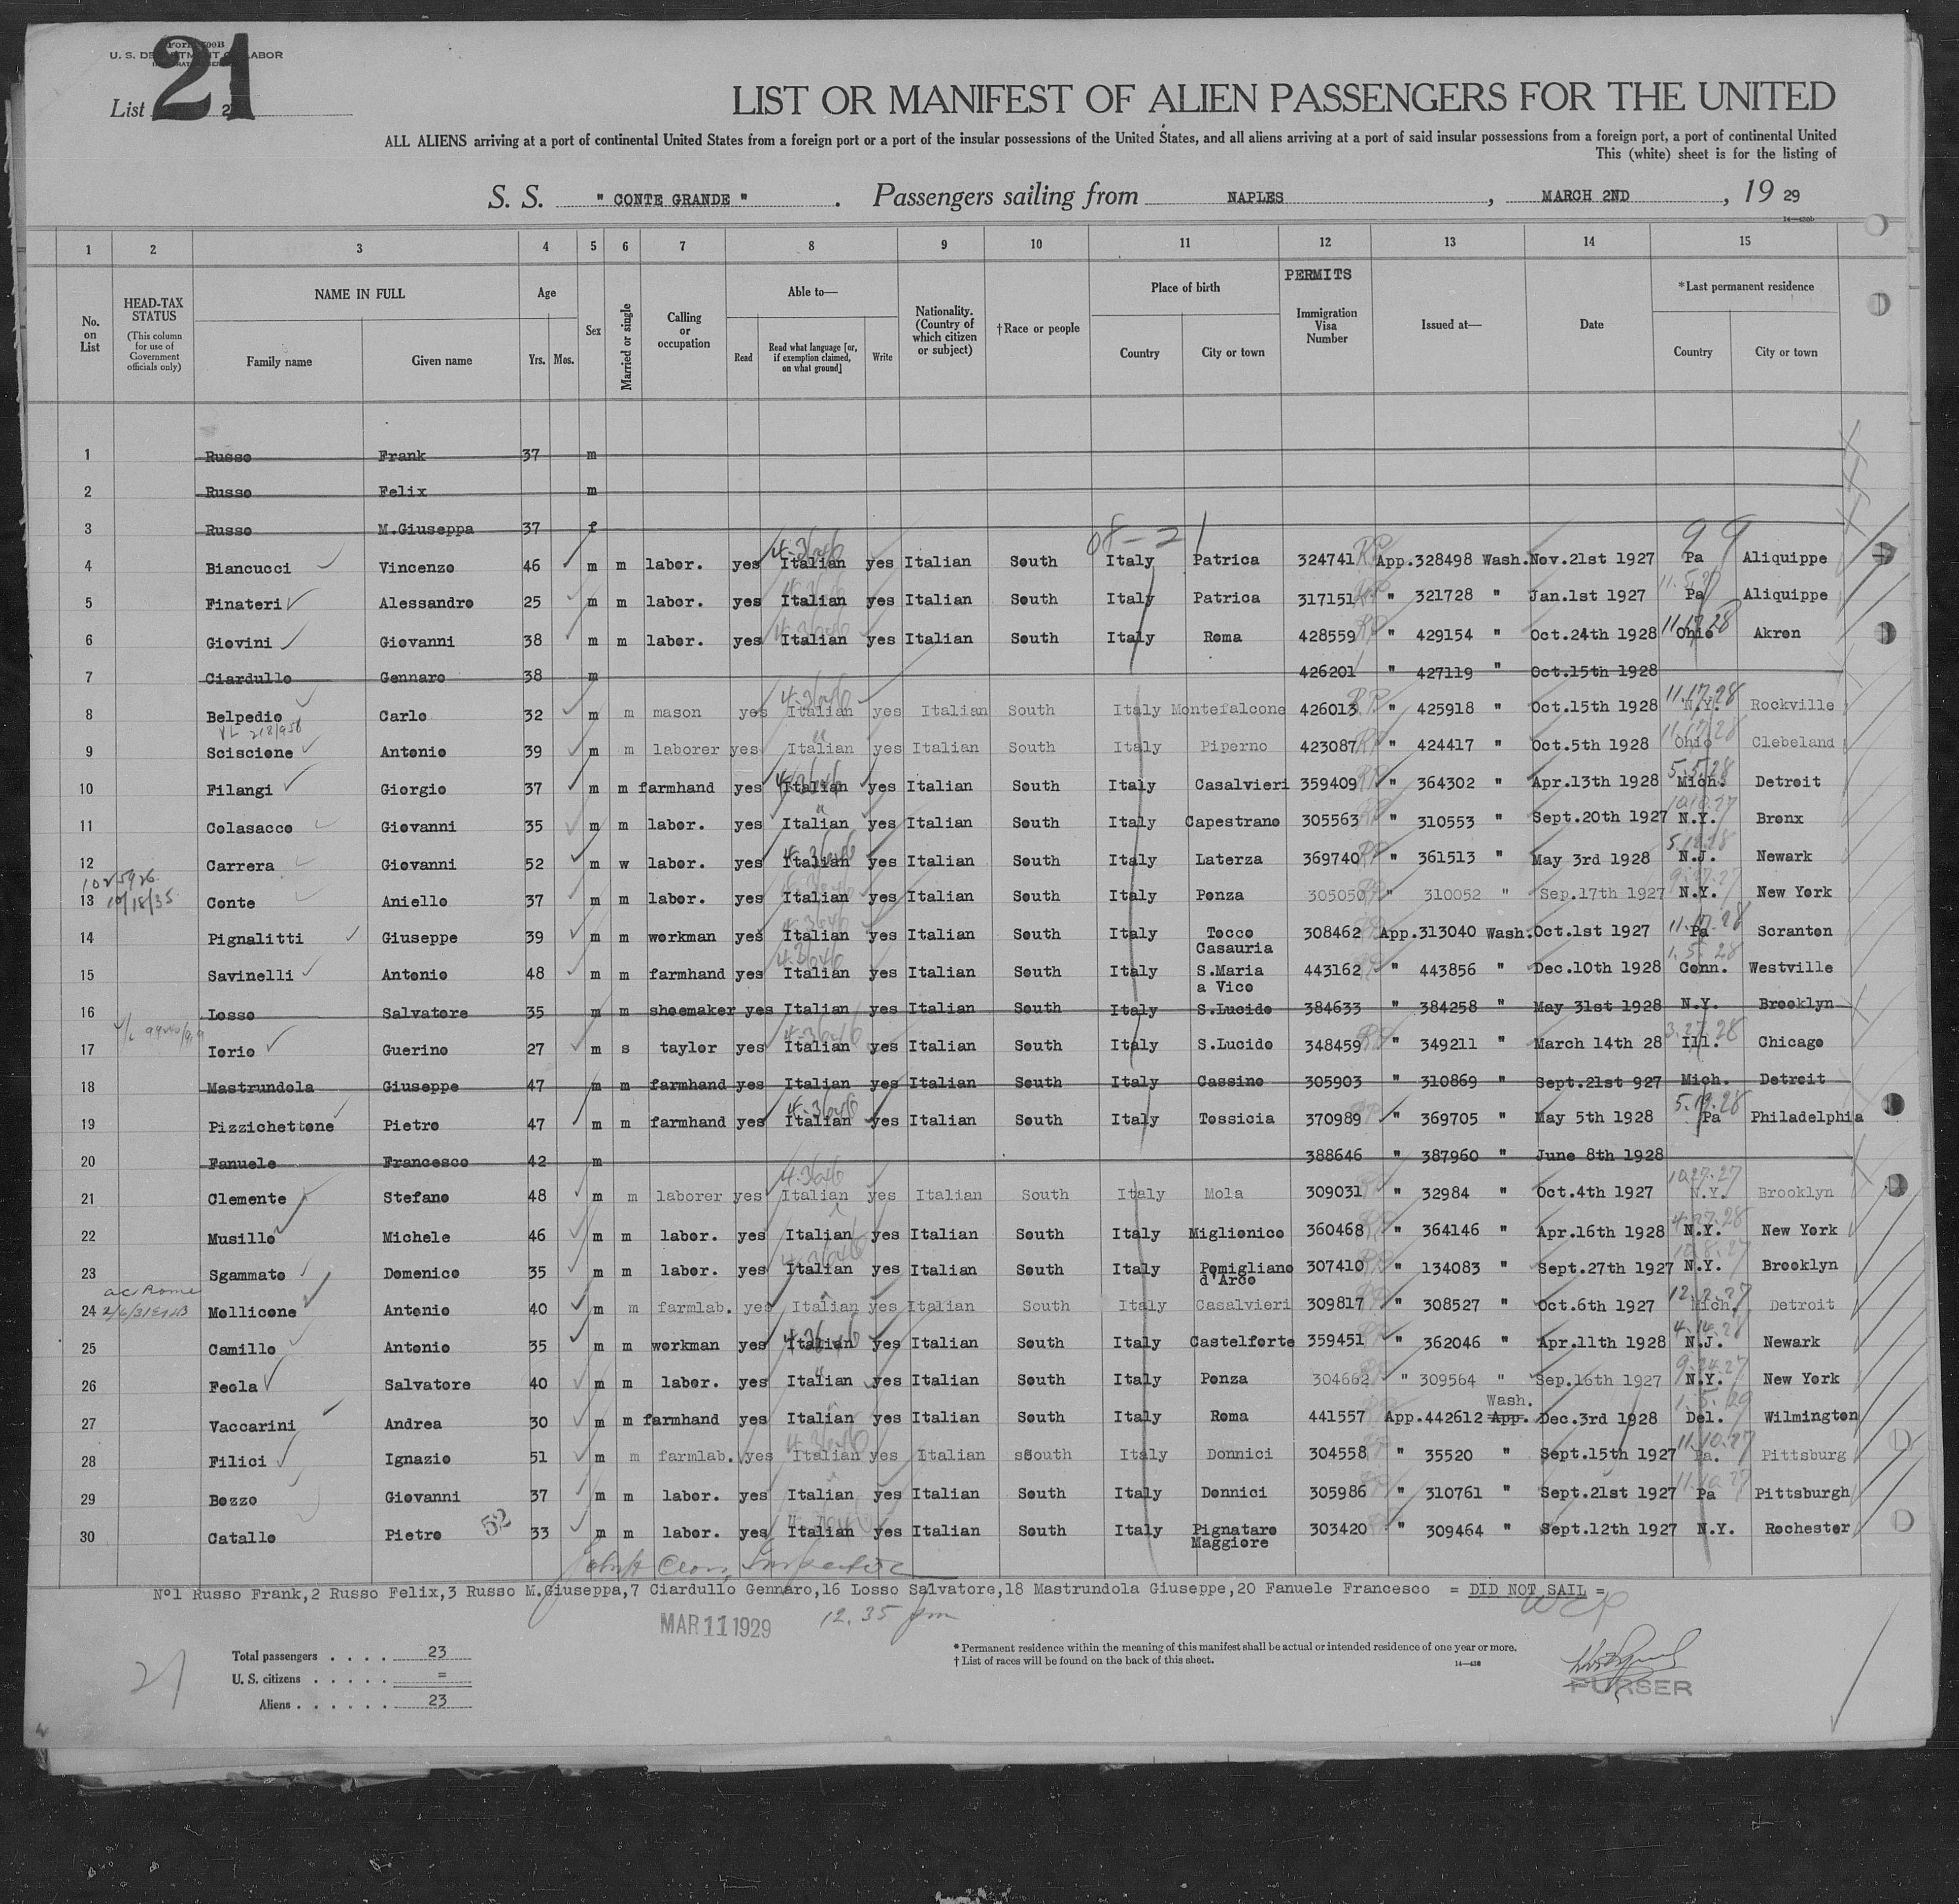 Form 500B
U. S. DEPARTMENT OF LABOR
List 21
LIST OR MANIFEST OF ALIEN PASSENGERS FOR THE UNITED
ALL ALIENS arriving at a port of continental United States from a foreign port or a port of the insular possessions of the United States, and all aliens arriving at a port of said insular possessions from a foreign port, a port of continental United
This (white) sheet is for the listing of
S. S. " CONTE GRANDE " . Passengers sailing from NAPLES , MARCH 2ND , 19 29
1 2 3 4 5 6 7 8 9 10 11 12 13 14 15
No. on List
HEAD-TAX STATUS (This column for use of Government officials only)
NAME IN FULL Family name Given name
Age Yrs. Mos.
Sex
Married or single
Calling or occupation
Able to— Read Read what language [or, if exemption claimed, on what ground] Write
Nationality. (Country of which citizen or subject)
†Race or people
Place of birth Country City or town
PERMITS Immigration Visa Number
Issued at—
Date
*Last permanent residence Country City or town
1 Russo Frank 37 m
2 Russo Felix m
3 Russo M.Giuseppa 37 f
4 Biancucci Vincenzo 46 m m labor. yes Italian yes Italian South Italy Patrica 324741 App.328498 Wash. Nov.21st 1927 Pa Aliquippe
5 Finateri Alessandro 25 m m labor. yes Italian yes Italian South Italy Patrica 317151 " 321728 " Jan.1st 1927 Pa Aliquippe
6 Giovini Giovanni 38 m m labor. yes Italian yes Italian South Italy Roma 428559 " 429154 " Oct.24th 1928 Ohio Akron
7 Ciardullo Gennaro 38 m 426201 " 427119 " Oct.15th 1928
8 Belpedio Carlo 32 m m mason yes Italian yes Italian South Italy Montefalcone 426013 " 425918 " Oct.15th 1928 N.Y. Rockville
9 Sciscione Antonio 39 m m laborer yes Italian yes Italian South Italy Piperno 423087 " 424417 " Oct.5th 1928 Ohio Clebeland
10 Filangi Giorgio 37 m m farmhand yes Italian yes Italian South Italy Casalvieri 359409 " 364302 " Apr.13th 1928 Mich. Detroit
11 Colasacco Giovanni 35 m m labor. yes Italian yes Italian South Italy Capestrano 305563 " 310553 " Sept.20th 1927 N.Y. Bronx
12 Carrera Giovanni 52 m w labor. yes Italian yes Italian South Italy Laterza 369740 " 361513 " May 3rd 1928 N.J. Newark
13 10/18/35 Conte Aniello 37 m m labor. yes Italian yes Italian South Italy Ponza 305050 " 310052 " Sep.17th 1927 N.Y. New York
14 Pignalitti Giuseppe 39 m m workman yes Italian yes Italian South Italy Tocco Casauria 308462 App.313040 Wash. Oct.1st 1927 Pa Scranton
15 Savinelli Antonio 48 m m farmhand yes Italian yes Italian South Italy S.Maria a Vico 443162 " 443856 " Dec.10th 1928 Conn. Westville
16 Iosso Salvatore 35 m m shoemaker yes Italian yes Italian South Italy S.Lucido 384633 " 384258 " May 31st 1928 N.Y. Brooklyn
17 Iorio Guerino 27 m s taylor yes Italian yes Italian South Italy S.Lucido 348459 " 349211 " March 14th 28 Ill. Chicago
18 Mastrundola Giuseppe 47 m m farmhand yes Italian yes Italian South Italy Cassino 305903 " 310869 " Sept.21st 927 Mich. Detroit
19 Pizzichettone Pietro 47 m m farmhand yes Italian yes Italian South Italy Tossicia 370989 " 369705 " May 5th 1928 Pa Philadelphia
20 Fanuele Francesco 42 m 388646 " 387960 " June 8th 1928
21 Clemente Stefano 48 m m laborer yes Italian yes Italian South Italy Mola 309031 " 32984 " Oct.4th 1927 N.Y. Brooklyn
22 Musillo Michele 46 m m labor. yes Italian yes Italian South Italy Miglionico 360468 " 364146 " Apr.16th 1928 N.Y. New York
23 Sgammato Domenico 35 m m labor. yes Italian yes Italian South Italy Pomigliano d'Arco 307410 " 134083 " Sept.27th 1927 N.Y. Brooklyn
24 Mollicone Antonio 40 m m farmlab. yes Italian yes Italian South Italy Casalvieri 309817 " 308527 " Oct.6th 1927 Mich. Detroit
25 Camillo Antonio 35 m m workman yes Italian yes Italian South Italy Castelforte 359451 " 362046 " Apr.11th 1928 N.J. Newark
26 Feola Salvatore 40 m m labor. yes Italian yes Italian South Italy Ponza 304662 " 309564 " Sep.16th 1927 N.Y. New York
27 Vaccarini Andrea 30 m m farmhand yes Italian yes Italian South Italy Roma 441557 App.442612 App. Wash. Dec.3rd 1928 Del. Wilmington
28 Filici Ignazio 51 m m farmlab. yes Italian yes Italian sSouth Italy Donnici 304558 " 35520 " Sept.15th 1927 Pa. Pittsburg
29 Bozzo Giovanni 37 m m labor. yes Italian yes Italian South Italy Donnici 305986 " 310761 " Sept.21st 1927 Pa Pittsburgh
30 Catallo Pietro 52 33 m m labor. yes Italian yes Italian South Italy Pignataro Maggiore 303420 " 309464 " Sept.12th 1927 N.Y. Rochester
N°1 Russo Frank,2 Russo Felix,3 Russo M.Giuseppa,7 Ciardullo Gennaro,16 Losso Salvatore,18 Mastrundola Giuseppe,20 Fanuele Francesco = DID NOT SAIL =
MAR 11 1929 12.35 pm
Total passengers . . . . 23
U. S. citizens . . . . . =
Aliens . . . . . . 23
21
* Permanent residence within the meaning of this manifest shall be actual or intended residence of one year or more.
† List of races will be found on the back of this sheet.
PURSER